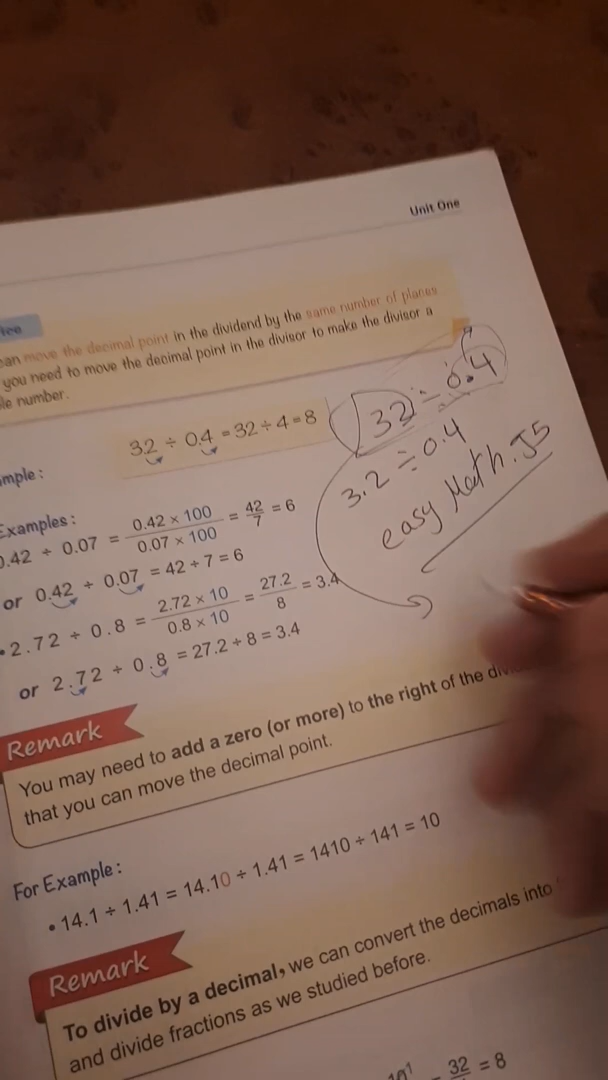 Unit One
move the decimal point in the dividend by the same number of places
you need to move the decimal point in the divisor to make the divisor a
number.
3.2 ÷ 0.4 = 32 ÷ 4 = 8
32 ÷ 0.4
3.2 ÷ 0.4
easy Math.J5
Examples:
0.42 ÷ 0.07 = 0.42 × 100 / 0.07 × 100 = 42/7 = 6
or 0.42 ÷ 0.07 = 42 ÷ 7 = 6
• 2.72 ÷ 0.8 = 2.72 × 10 / 0.8 × 10 = 27.2 / 8 = 3.4
or 2.72 ÷ 0.8 = 27.2 ÷ 8 = 3.4
Remark
You may need to add a zero (or more) to the right of the
that you can move the decimal point.
For Example:
• 14.1 ÷ 1.41 = 14.10 ÷ 1.41 = 1410 ÷ 141 = 10
Remark
To divide by a decimal, we can convert the decimals into
and divide fractions as we studied before.
32 = 8